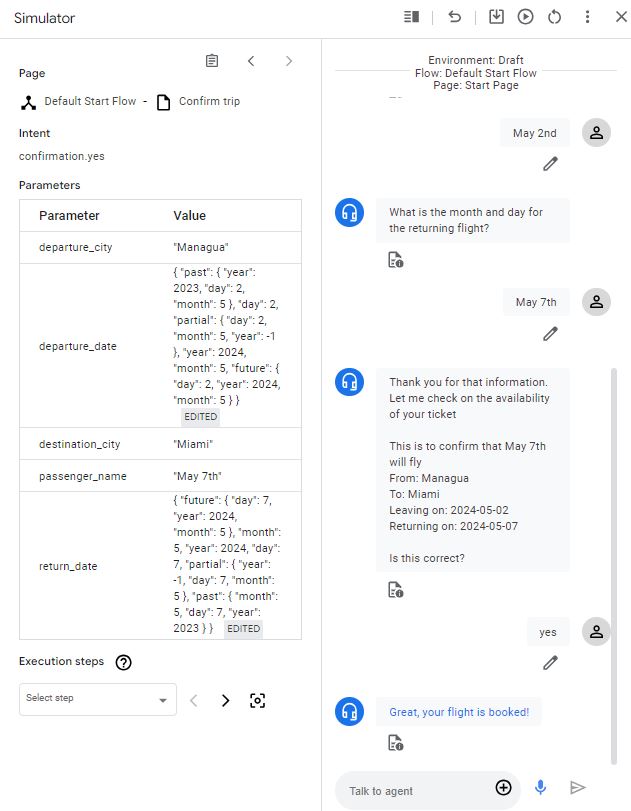 Simulator
Page
Default Start Flow - Confirm trip
Intent
confirmation.yes
Parameters
Parameter Value
departure_city "Managua"
departure_date
{ "past": { "year":
2023, "day": 2,
"month": 5 }, "day": 2,
"partial": { "day": 2,
"month": 5, "year": -1
}, "year": 2024,
"month": 5, "future": {
"day": 2, "year": 2024,
"month": 5 } }
EDITED
destination_city "Miami"
passenger_name "May 7th"
return_date
{ "future": { "day": 7,
"year": 2024,
"month": 5 }, "month":
5, "year": 2024, "day":
7, "partial": { "year":
-1, "day": 7, "month":
5 }, "past": { "month":
5, "day": 7, "year":
2023 } } EDITED
Execution steps
Select step
Environment: Draft
Flow: Default Start Flow
Page: Start Page
May 2nd
What is the month and day for
the returning flight?
May 7th
Thank you for that information.
Let me check on the availability
of your ticket
This is to confirm that May 7th
will fly
From: Managua
To: Miami
Leaving on: 2024-05-02
Returning on: 2024-05-07
Is this correct?
yes
Great, your flight is booked!
Talk to agent